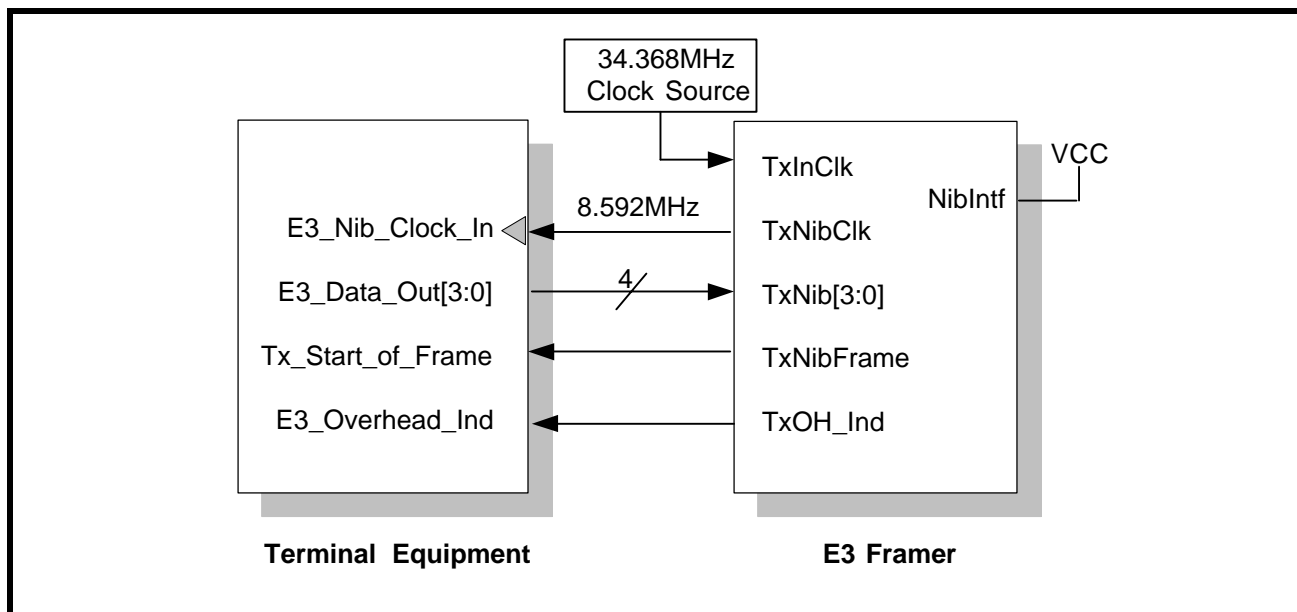 34.368MHz
Clock Source
VCC
TxInClk
NibIntf
8.592MHz
E3_Nib_Clock_In
TxNibClk
E3_Data_Out[3:0]
4
TxNib[3:0]
Tx_Start_of_Frame
TxNibFrame
E3_Overhead_Ind
TxOH_Ind
Terminal Equipment
E3 Framer